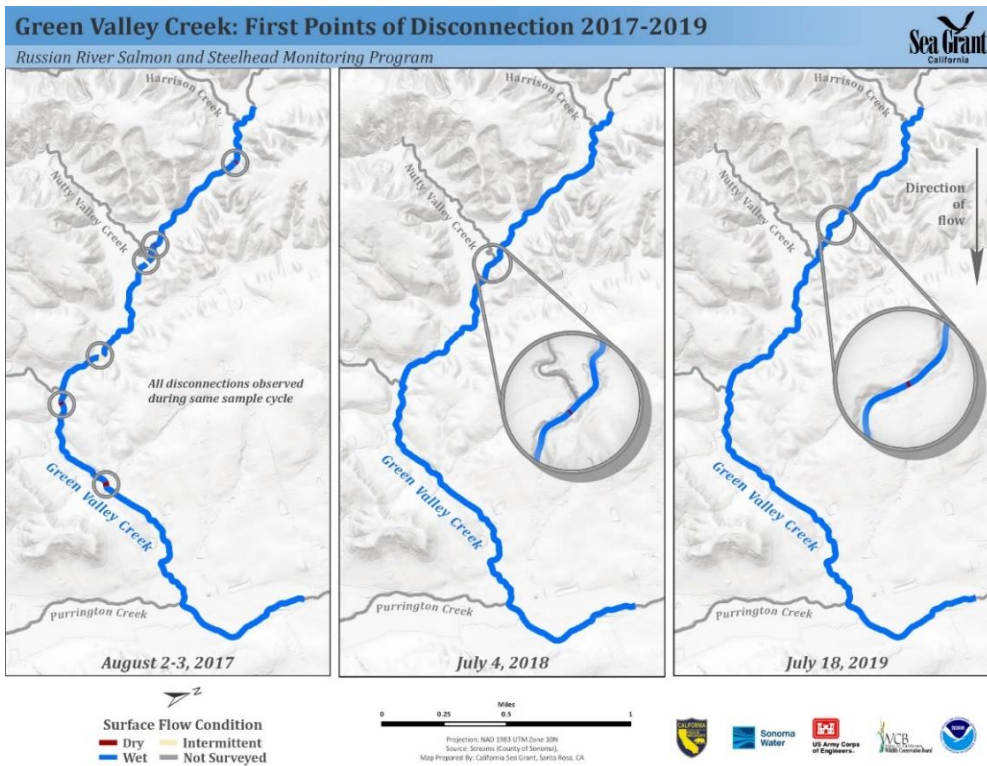 Green Valley Creek: First Points of Disconnection 2017-2019
Russian River Salmon and Steelhead Monitoring Program
Sea Grant
California
Harrison Creek
Nutty Valley Creek
All disconnections observed
during same sample cycle
Green Valley Creek
Purrington Creek
August 2-3, 2017
Harrison Creek
Nutty Valley Creek
Green Valley Creek
Purrington Creek
July 4, 2018
Harrison Creek
Nutty Valley Creek
Direction
of
flow
Green Valley Creek
Purrington Creek
July 18, 2019
Z
Surface Flow Condition
Dry
Intermittent
Wet
Not Surveyed
Miles
0 0.25 0.5 1
Projection: NAD 1983 UTM Zone 10N
Source: Streams (County of Sonoma),
Map Prepared By: California Sea Grant, Santa Rosa, CA
CALIFORNIA
Sonoma
Water
US Army Corps
of Engineers.
WCB
Wildlife Conservation Board
NOAA